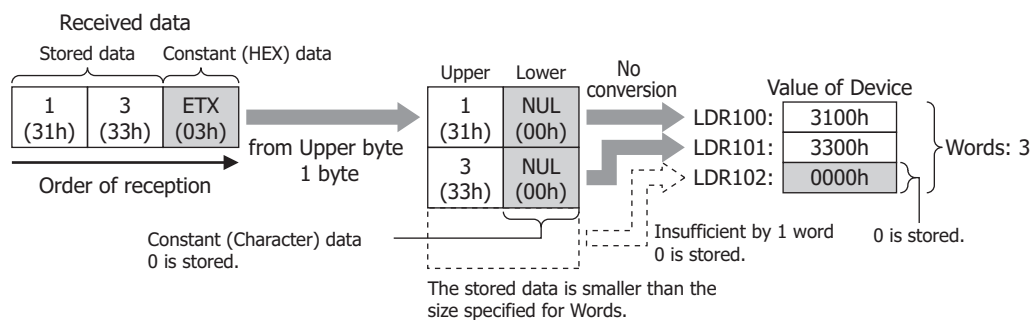 Received data
Stored data Constant (HEX) data
1 3 ETX
(31h) (33h) (03h)
Order of reception
from Upper byte
1 byte
Upper Lower
1 NUL
(31h) (00h)
3 NUL
(33h) (00h)
Constant (Character) data
0 is stored.
The stored data is smaller than the
size specified for Words.
No
conversion
Insufficient by 1 word
0 is stored.
Value of Device
LDR100: 3100h
LDR101: 3300h
LDR102: 0000h
Words: 3
0 is stored.